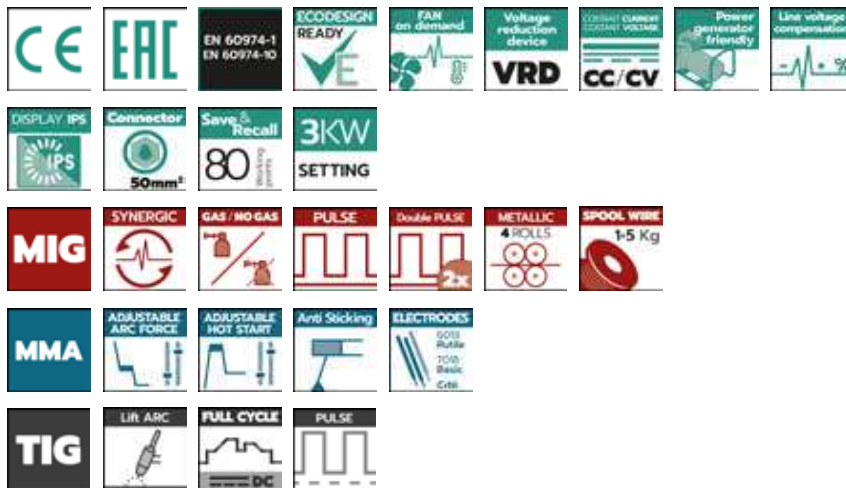 CE
EAC
EN 60974-1
EN 60974-10
ECODESIGN
READY
E
FAN
on demand
Voltage
reduction
device
VRD
CONSTANT CURRENT
CONSTANT VOLTAGE
CC/CV
Power
generator
friendly
Line voltage
compensation
- %
DISPLAY IPS
IPS
Connector
50mm²
Save &
Recall
80
Working
points
3KW
SETTING
MIG
SYNERGIC
GAS / NO GAS
PULSE
Double PULSE
2x
METALLIC
4 ROLLS
SPOOL WIRE
1-5 Kg
MMA
ADJUSTABLE
ARC FORCE
ADJUSTABLE
HOT START
Anti Sticking
ELECTRODES
6013
Rutile
7018
Basic
CrNi
TIG
Lift ARC
FULL CYCLE
DC
PULSE